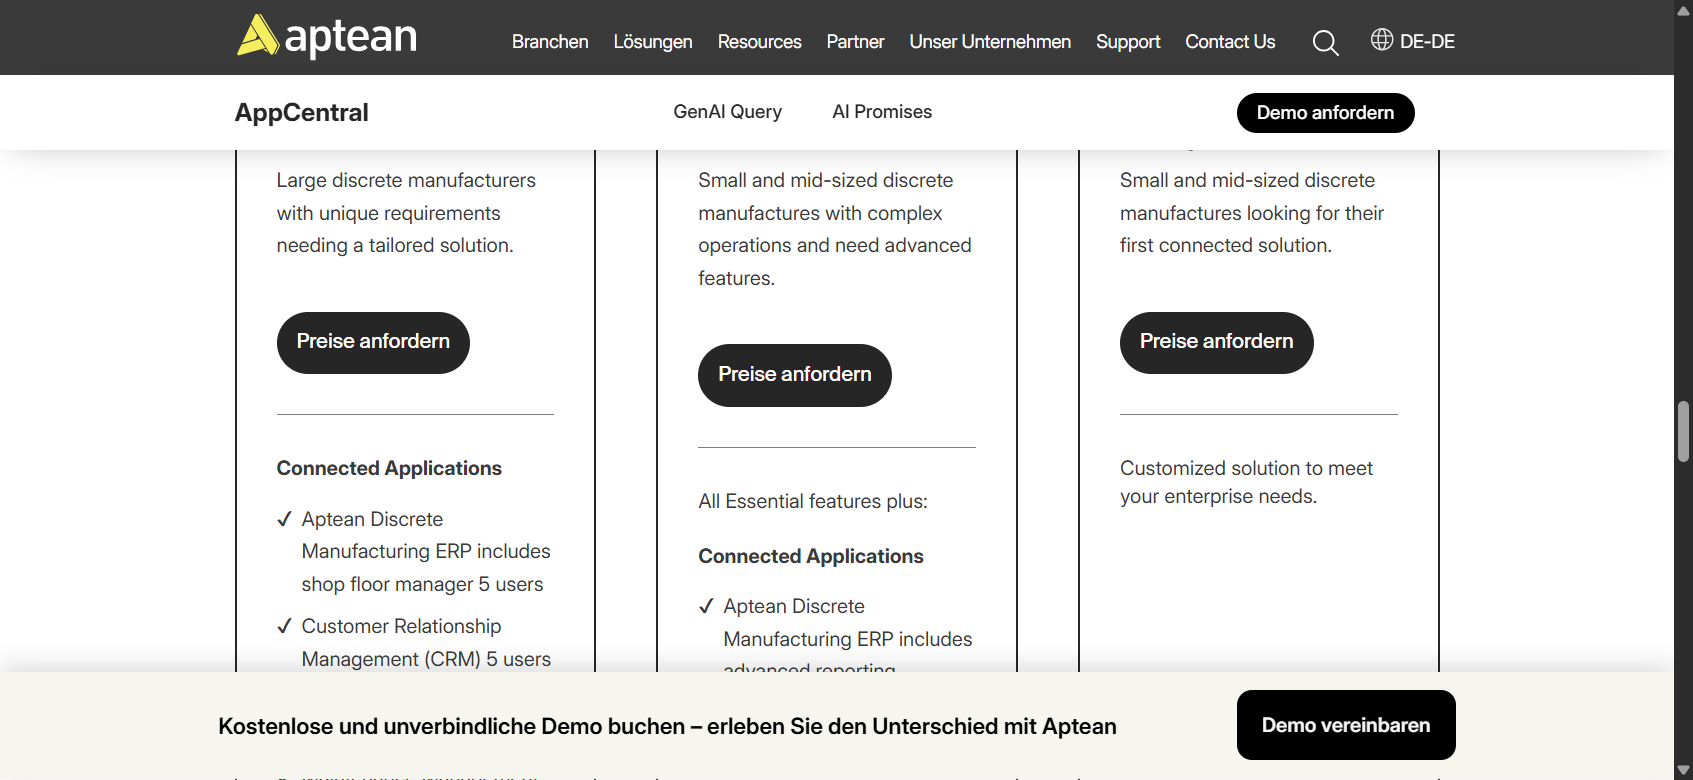 aptean
Branchen Lösungen Resources Partner Unser Unternehmen Support Contact Us DE-DE
AppCentral GenAI Query AI Promises Demo anfordern
Large discrete manufacturers
with unique requirements
needing a tailored solution.
Preise anfordern
Connected Applications
✓ Aptean Discrete
Manufacturing ERP includes
shop floor manager 5 users
✓ Customer Relationship
Management (CRM) 5 users
Small and mid-sized discrete
manufactures with complex
operations and need advanced
features.
Preise anfordern
All Essential features plus:
Connected Applications
✓ Aptean Discrete
Manufacturing ERP includes
advanced reporting
Small and mid-sized discrete
manufactures looking for their
first connected solution.
Preise anfordern
Customized solution to meet
your enterprise needs.
Kostenlose und unverbindliche Demo buchen – erleben Sie den Unterschied mit Aptean
Demo vereinbaren